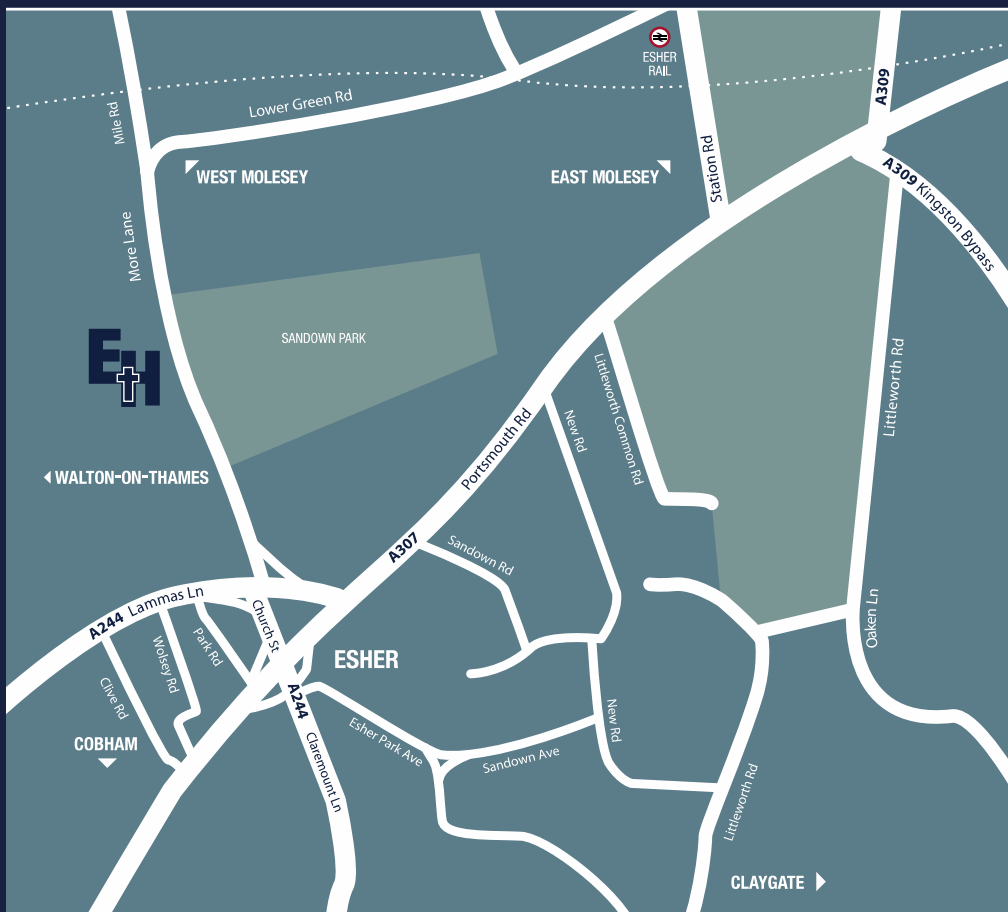 ESHER
RAIL
A309
Lower Green Rd
Mile Rd
WEST MOLESEY
EAST MOLESEY
Station Rd
A309 Kingston Bypass
More Lane
SANDOWN PARK
EH
Littleworth Common Rd
Littleworth Rd
New Rd
Portsmouth Rd
WALTON-ON-THAMES
A307
Sandown Rd
A244 Lammas Ln
Church St
Park Rd
Wolsey Rd
Clive Rd
ESHER
Oaken Ln
A244
Claremount Ln
Esher Park Ave
Sandown Ave
New Rd
COBHAM
Littleworth Rd
CLAYGATE